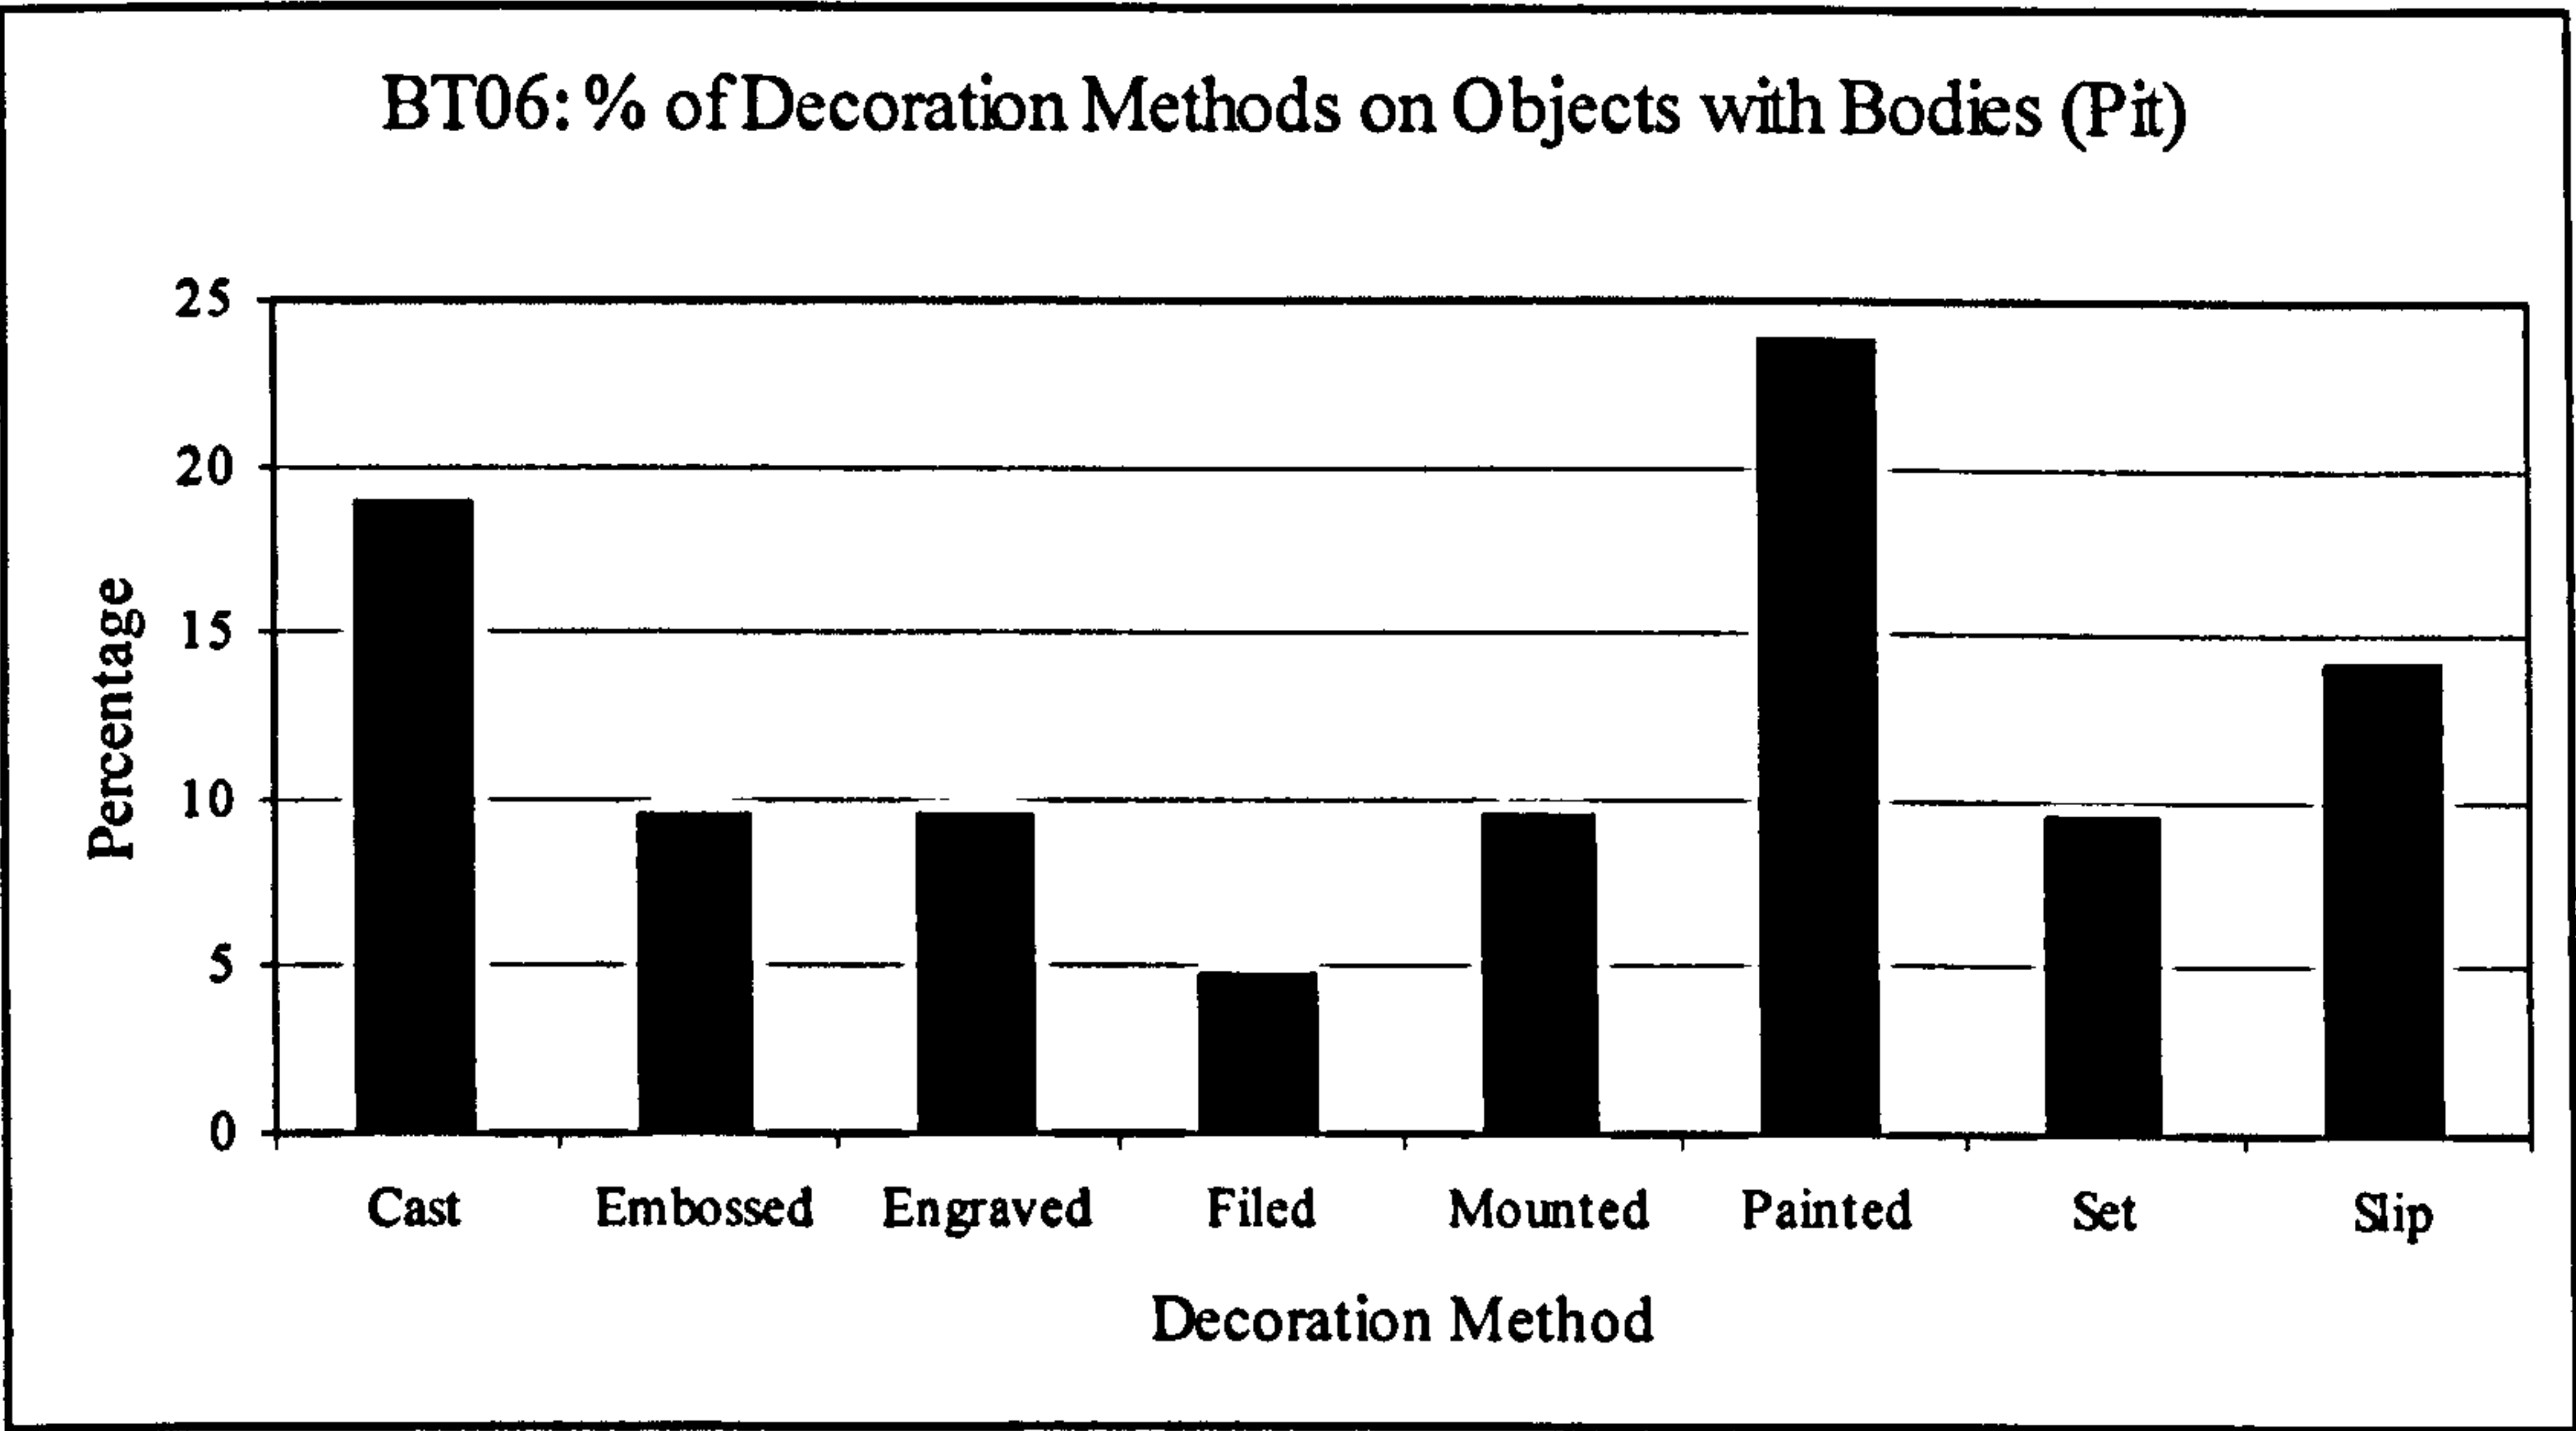 BT06: % of Decoration Methods on Objects with Bodies (Pit)
25
20
15
10
5
0
Percentage
Cast Embossed Engraved Filed Mounted Painted Set Slip
Decoration Method